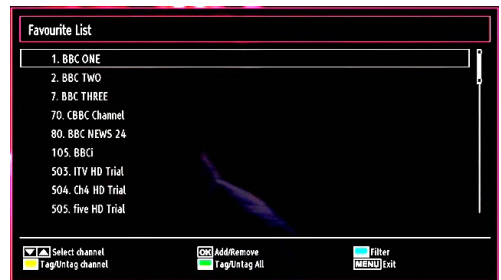 Favourite List
1. BBC ONE
2. BBC TWO
7. BBC THREE
70. CBBC Channel
80. BBC NEWS 24
105. BBCi
503. ITV HD Trial
504. Ch4 HD Trial
505. five HD Trial
Select channel OK Add/Remove Filter
Tag/Untag channel Tag/Untag All MENU Exit